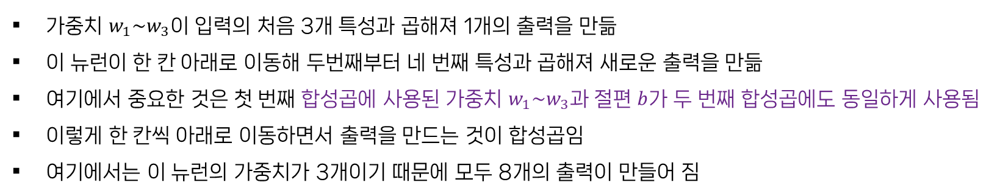 ▪ 가중치 w₁~w₃이 입력의 처음 3개 특성과 곱해져 1개의 출력을 만듦
▪ 이 뉴런이 한 칸 아래로 이동해 두번째부터 네 번째 특성과 곱해져 새로운 출력을 만듦
▪ 여기에서 중요한 것은 첫 번째 합성곱에 사용된 가중치 w₁~w₃과 절편 b가 두 번째 합성곱에도 동일하게 사용됨
▪ 이렇게 한 칸씩 아래로 이동하면서 출력을 만드는 것이 합성곱임
▪ 여기에서는 이 뉴런의 가중치가 3개이기 때문에 모두 8개의 출력이 만들어 짐